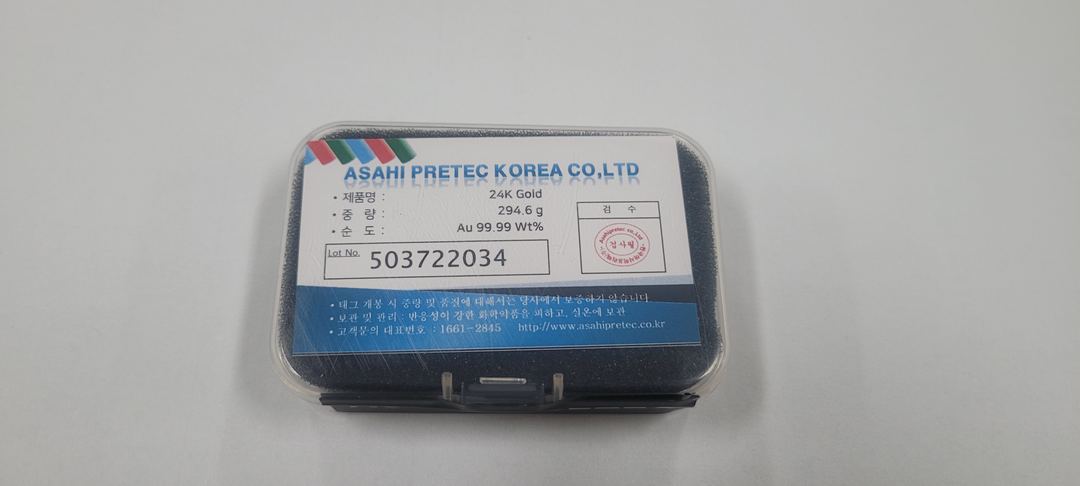 ASAHI PRETEC KOREA CO,LTD
• 제품명 : 24K Gold
• 중 량 : 294.6 g
• 순 도 : Au 99.99 Wt%
검 수
Lot No. 503722034
검사필
• 태그 개봉 시 중량 및 품질에 대해서는 당사에서 보증하지 않습니다
• 보관 및 관리 : 반응성이 강한 화학약품을 피하고, 실온에 보관
• 고객문의 대표번호 : 1661-2845 http://www.asahipretec.co.kr